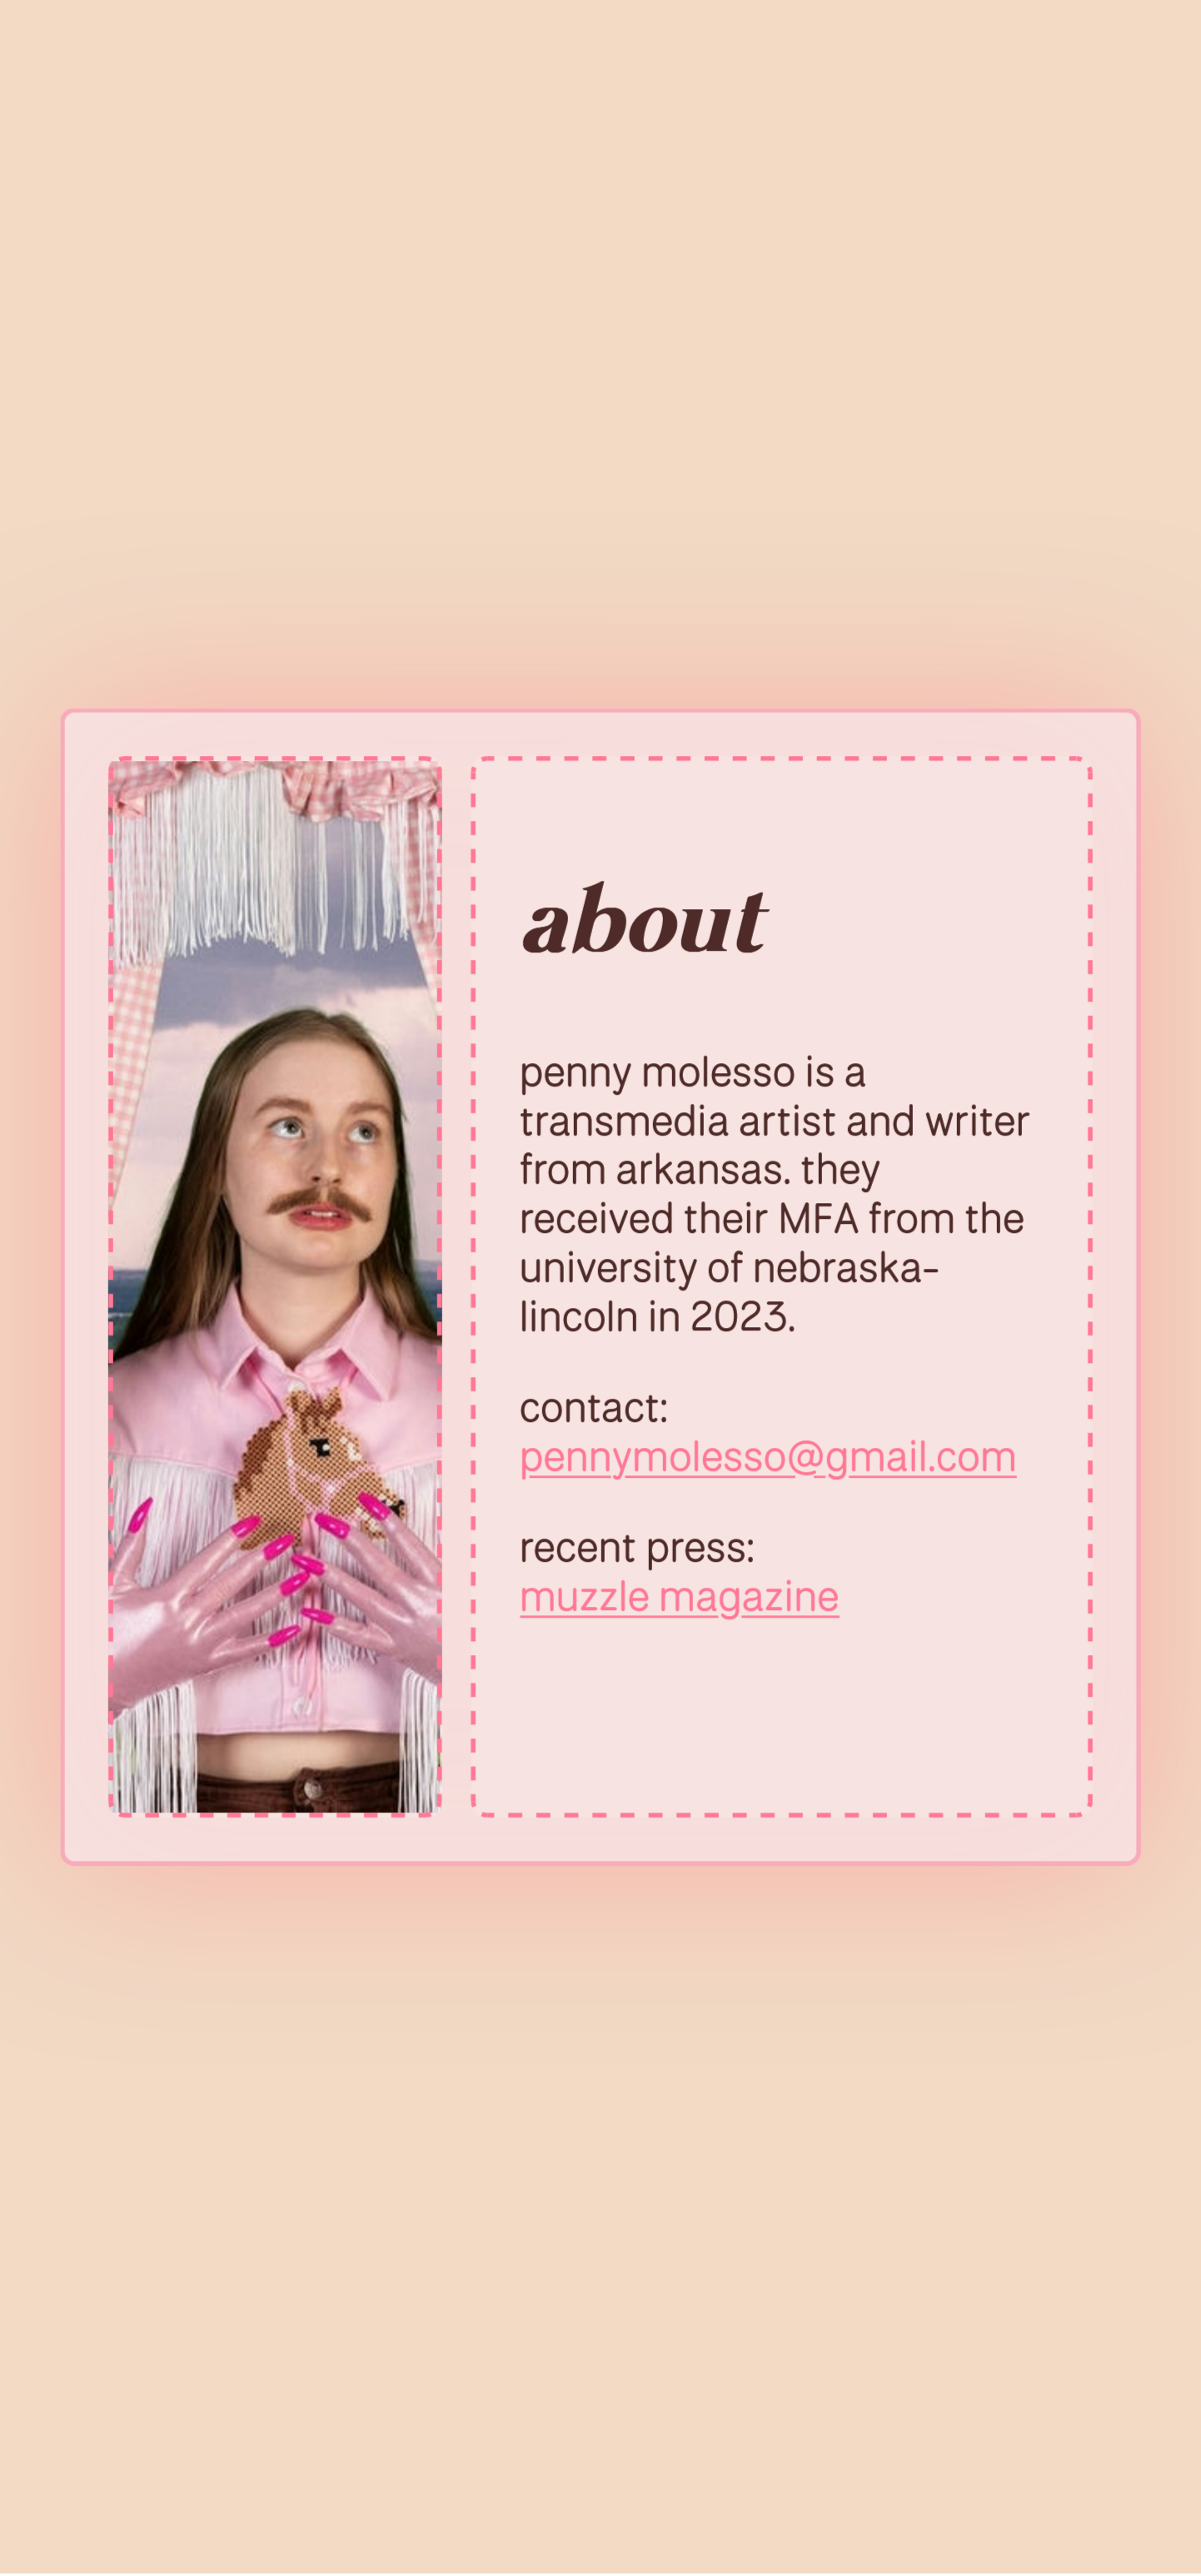 about
penny molesso is a
transmedia artist and writer
from arkansas. they
received their MFA from the
university of nebraska-
lincoln in 2023.
contact:
pennymolesso@gmail.com
recent press:
muzzle magazine